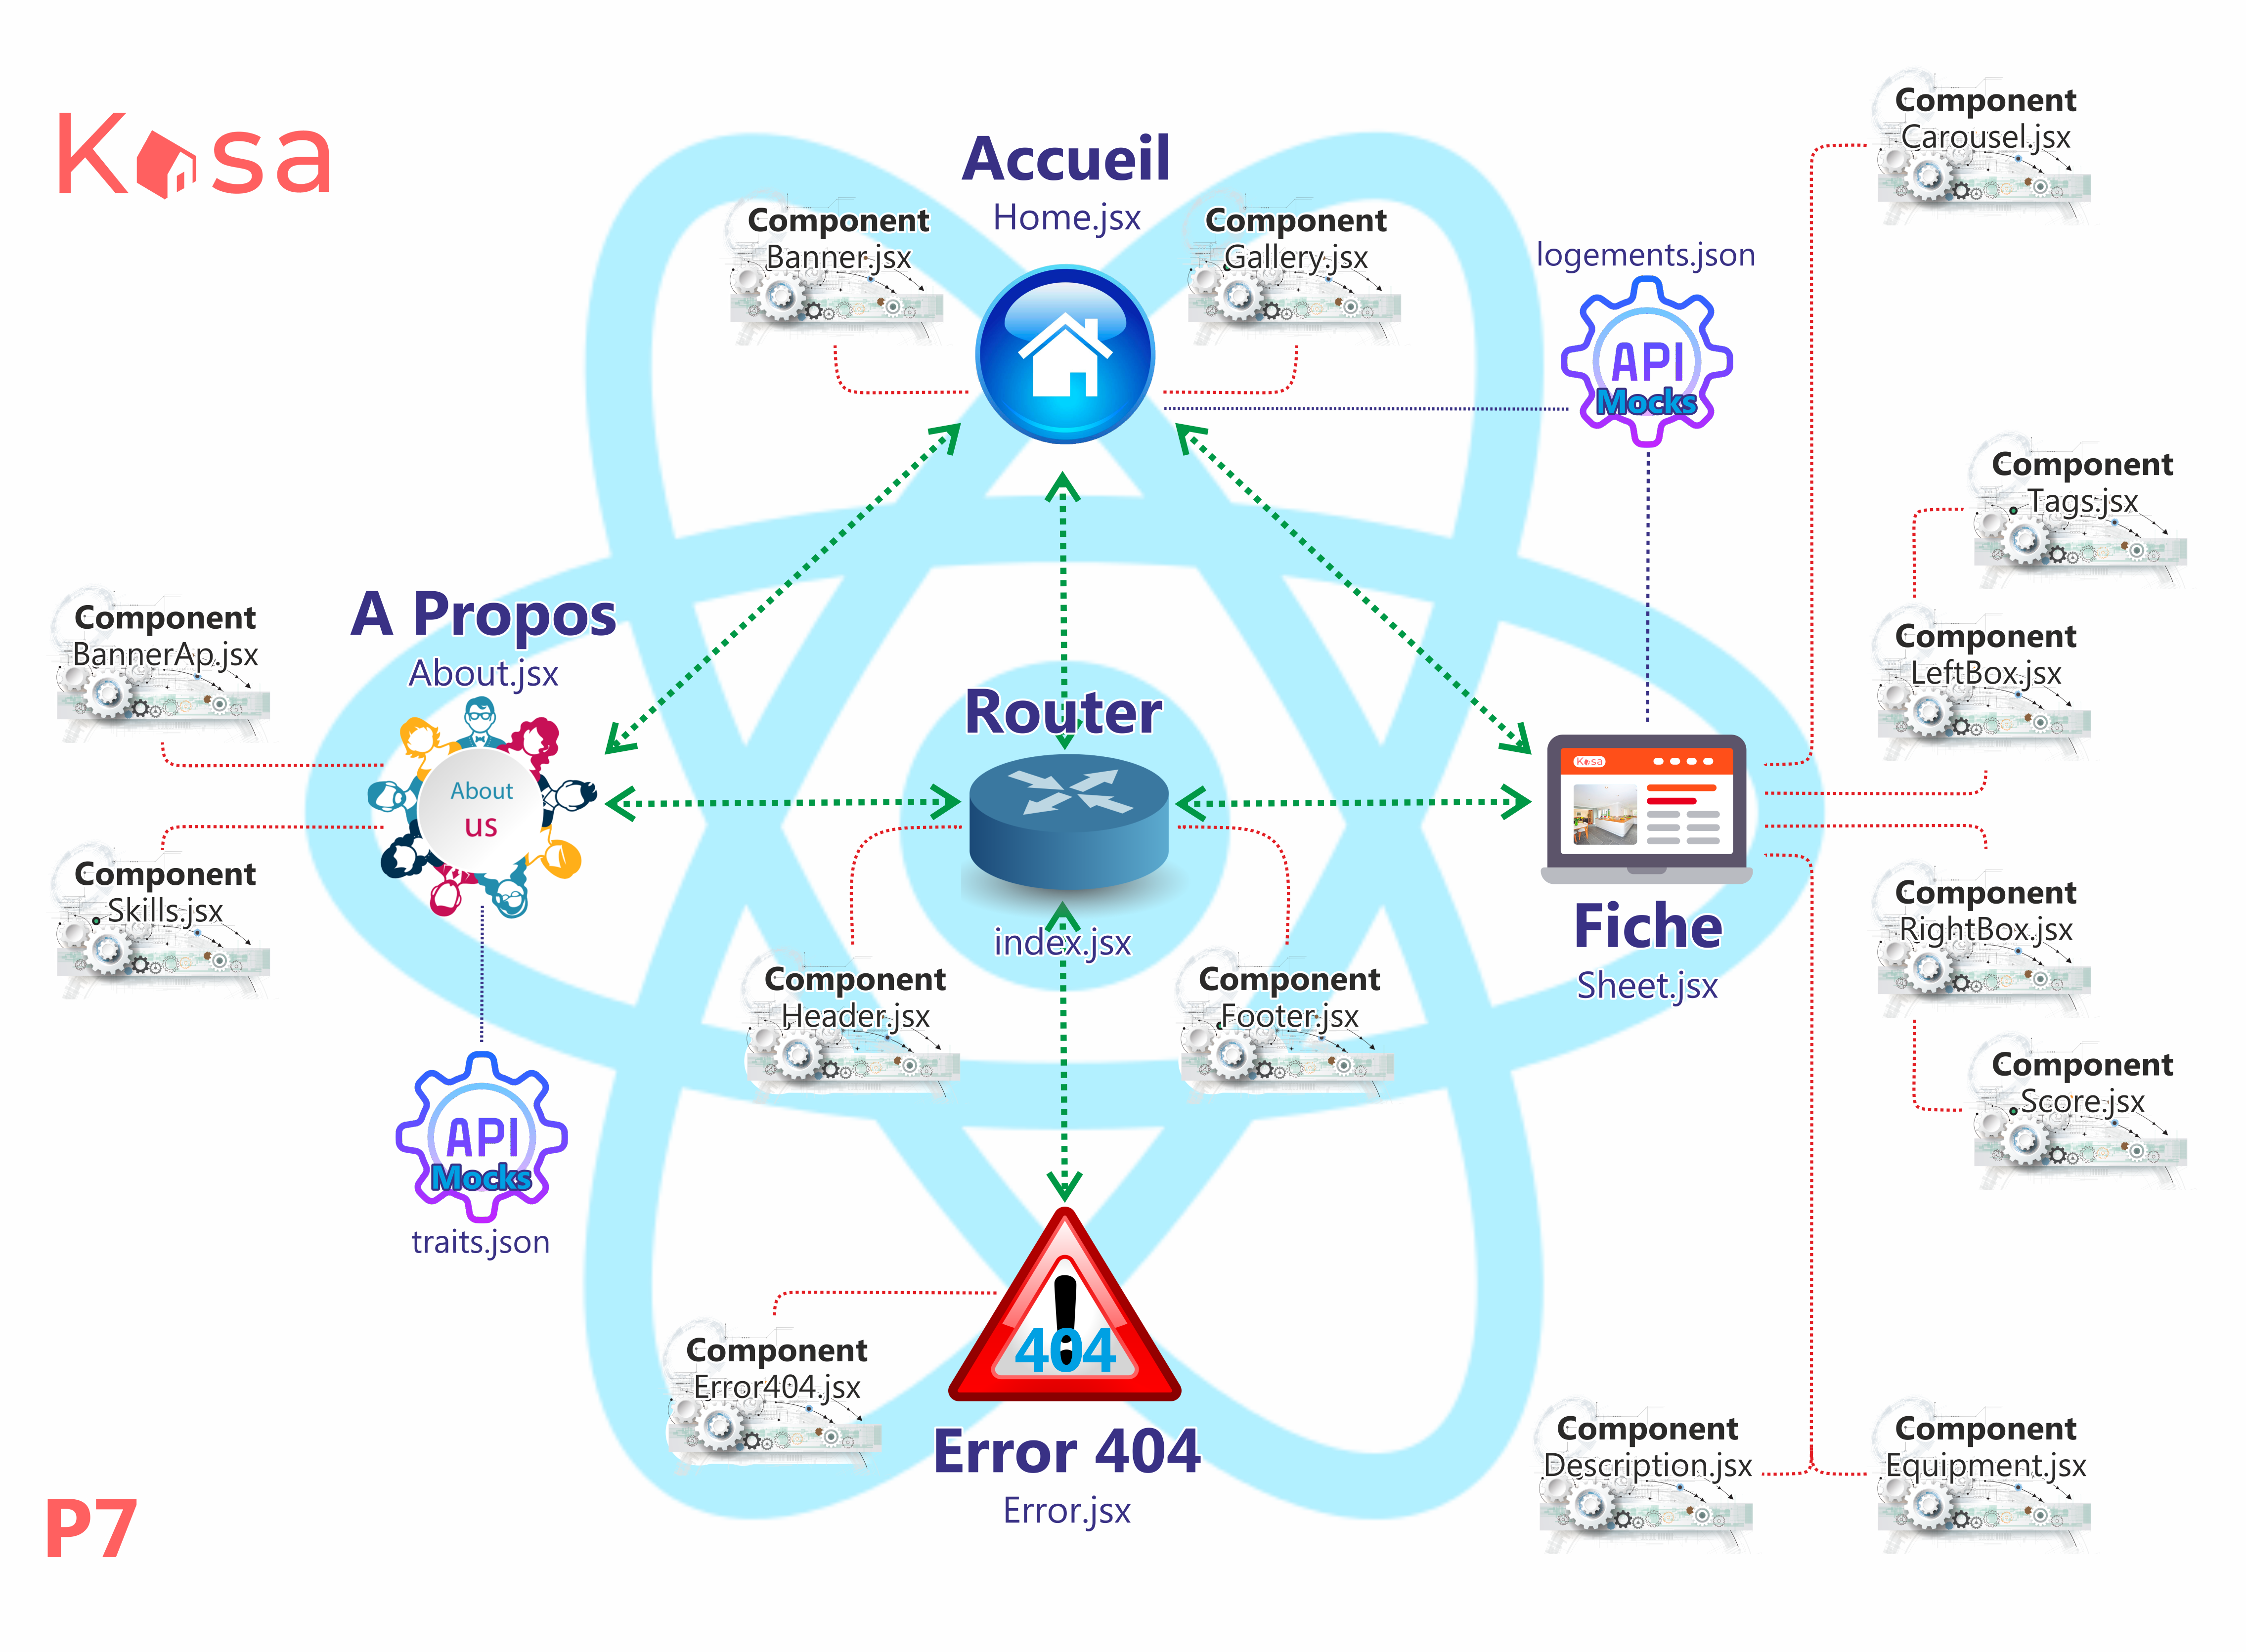 Kasa
Accueil
Home.jsx
Component
Banner.jsx
Component
Gallery.jsx
logements.json
API
Mocks
Component
Carousel.jsx
Component
Tags.jsx
Component
LeftBox.jsx
A Propos
About.jsx
Component
BannerAp.jsx
About
us
Component
Skills.jsx
API
Mocks
traits.json
Router
index.jsx
Component
Header.jsx
Component
Footer.jsx
Kasa
Fiche
Sheet.jsx
Component
RightBox.jsx
Component
Score.jsx
404
Error 404
Error.jsx
Component
Error404.jsx
Component
Description.jsx
Component
Equipment.jsx
P7